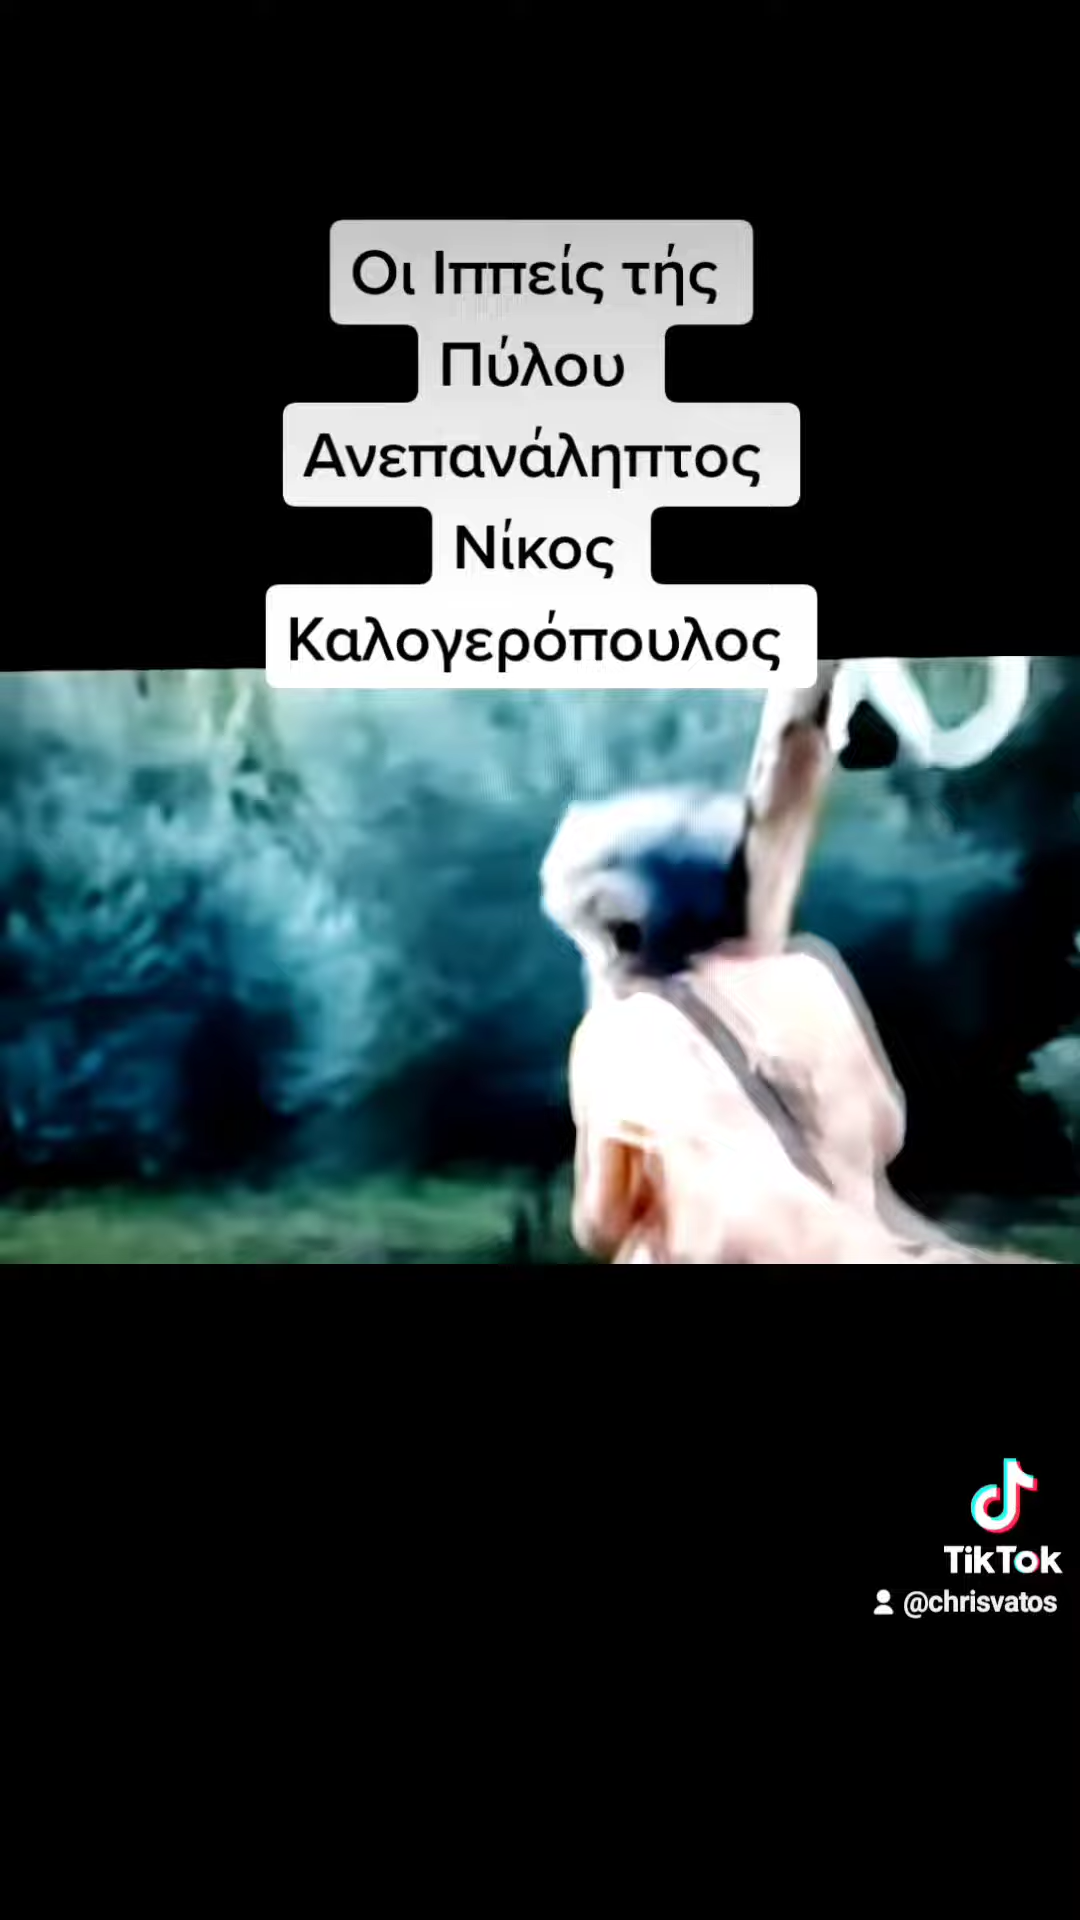 Οι Ιππείς τής
Πύλου
Ανεπανάληπτος
Νίκος
Καλογερόπουλος
TikTok
@chrisvatos